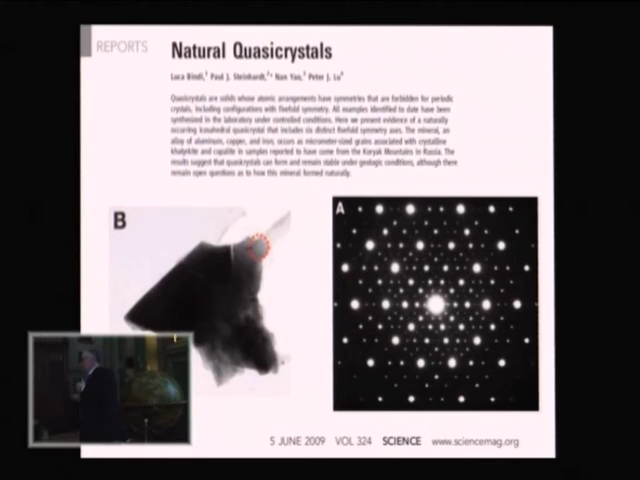 REPORTS
Natural Quasicrystals
Luca Bindi,¹ Paul J. Steinhardt,²* Nan Yao,³ Peter J. Lu⁴
Quasicrystals are solids whose atomic arrangements have symmetries that are forbidden for periodic
crystals, including configurations with fivefold symmetry. All examples identified to date have been
synthesized in the laboratory under controlled conditions. Here we present evidence of a naturally
occurring icosahedral quasicrystal that includes six distinct fivefold symmetry axes. The mineral, an
alloy of aluminum, copper, and iron, occurs as micrometer-sized grains associated with crystalline
khatyrkite and cupalite in samples reported to have come from the Koryak Mountains in Russia. The
results suggest that quasicrystals can form and remain stable under geologic conditions, although there
remain open questions as to how this mineral formed naturally.
B
A
5 JUNE 2009 VOL 324 SCIENCE www.sciencemag.org